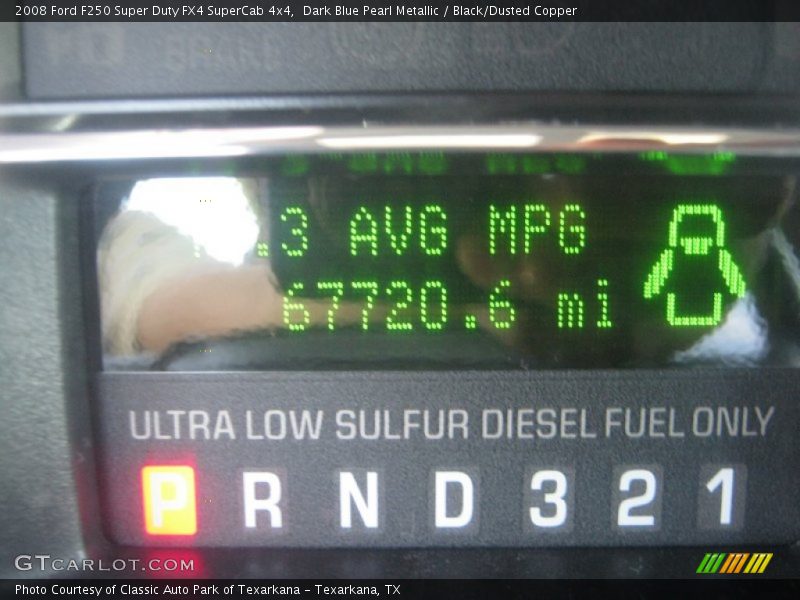 2008 Ford F250 Super Duty FX4 SuperCab 4x4,  Dark Blue Pearl Metallic / Black/Dusted Copper
BRAKE
.3 AVG MPG
67720.6 mi
ULTRA LOW SULFUR DIESEL FUEL ONLY
P R N D 3 2 1
GTCARLOT.COM
Photo Courtesy of Classic Auto Park of Texarkana – Texarkana, TX